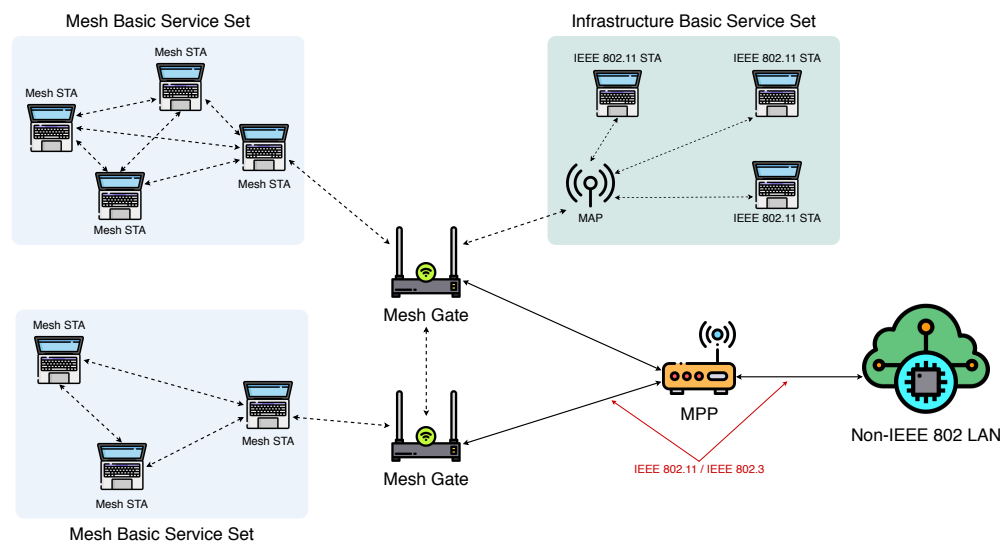 Mesh Basic Service Set
Infrastructure Basic Service Set
Mesh STA
IEEE 802.11 STA
IEEE 802.11 STA
Mesh STA
Mesh STA
Mesh STA
MAP
IEEE 802.11 STA
Mesh Gate
Mesh STA
Mesh STA
Mesh STA
Mesh Gate
MPP
Non-IEEE 802 LAN
IEEE 802.11 / IEEE 802.3
Mesh Basic Service Set